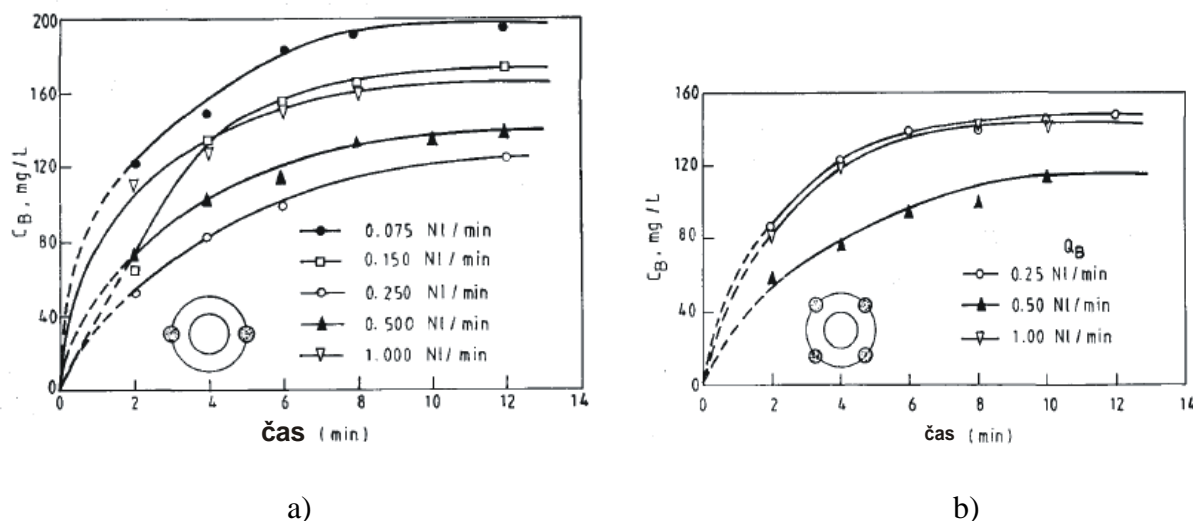 200
160
120
80
40
0
C_B, mg/L
0.075 Nl/min
0.150 Nl/min
0.250 Nl/min
0.500 Nl/min
1.000 Nl/min
0 2 4 6 8 10 12 14
čas (min)
a)
160
120
80
40
0
C_B, mg/L
Q_B
0.25 Nl/min
0.50 Nl/min
1.00 Nl/min
0 2 4 6 8 10 12 14
čas (min)
b)